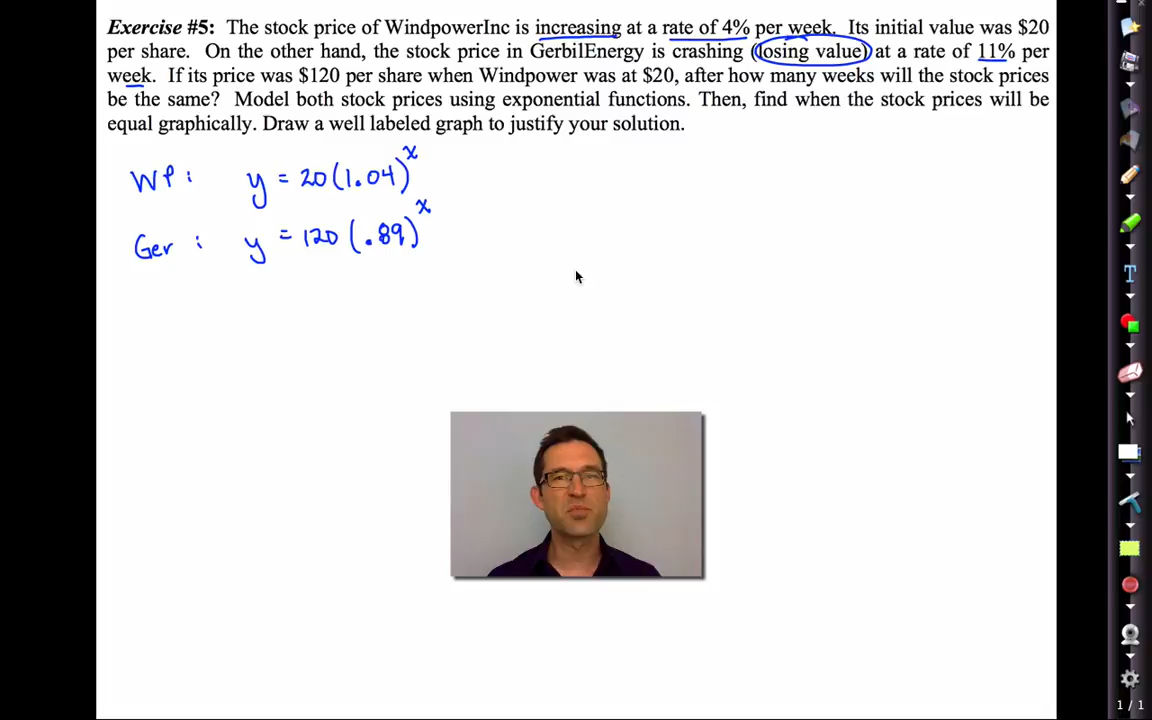 Exercise #5: The stock price of WindpowerInc is increasing at a rate of 4% per week. Its initial value was $20
per share. On the other hand, the stock price in GerbilEnergy is crashing (losing value) at a rate of 11% per
week. If its price was $120 per share when Windpower was at $20, after how many weeks will the stock prices
be the same? Model both stock prices using exponential functions. Then, find when the stock prices will be
equal graphically. Draw a well labeled graph to justify your solution.
WP: y = 20(1.04)^x
Ger: y = 120(.89)^x
T
1 / 1